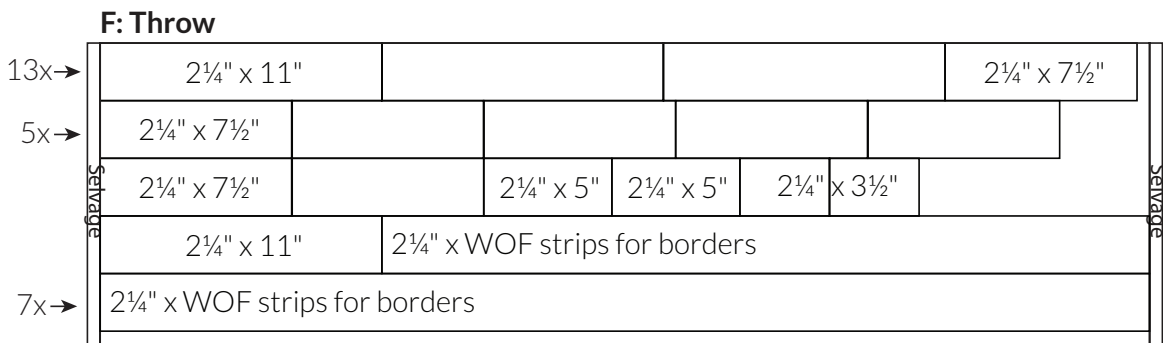 F: Throw
13x 2¼" x 11" 2¼" x 7½"
5x 2¼" x 7½"
Selvage 2¼" x 7½" 2¼" x 5" 2¼" x 5" 2¼" x 3½" Selvage
2¼" x 11" 2¼" x WOF strips for borders
7x 2¼" x WOF strips for borders